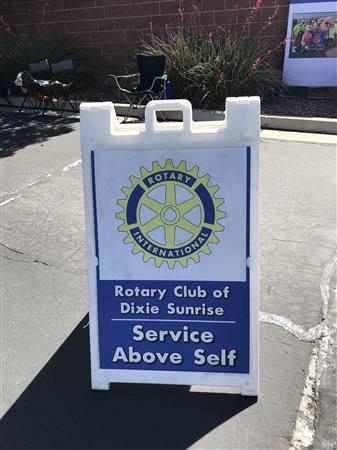 ROTARY
INTERNATIONAL
Rotary Club of
Dixie Sunrise
Service
Above Self